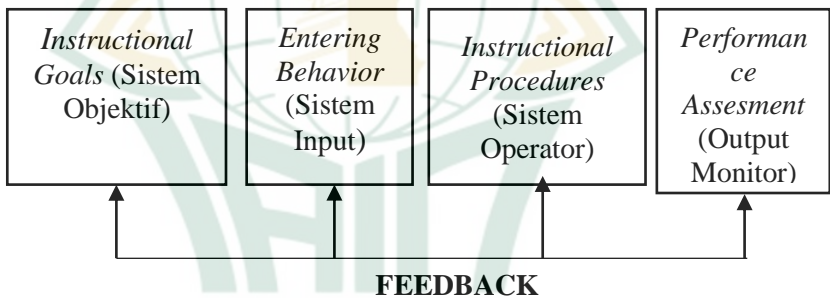 Instructional
Goals (Sistem
Objektif)
Entering
Behavior
(Sistem
Input)
Instructional
Procedures
(Sistem
Operator)
Performan
ce
Assesment
(Output
Monitor)
FEEDBACK